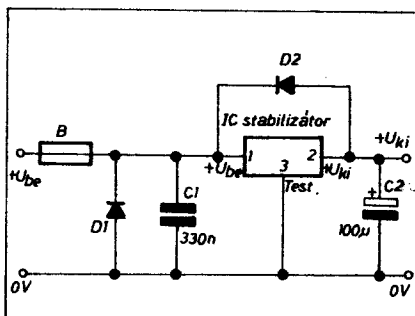 D2
IC stabilizátor
B
+Ube
+Ube
1
2
3
+Uki
+Uki
Test
D1
C1
330n
+
C2
100µ
0V
0V